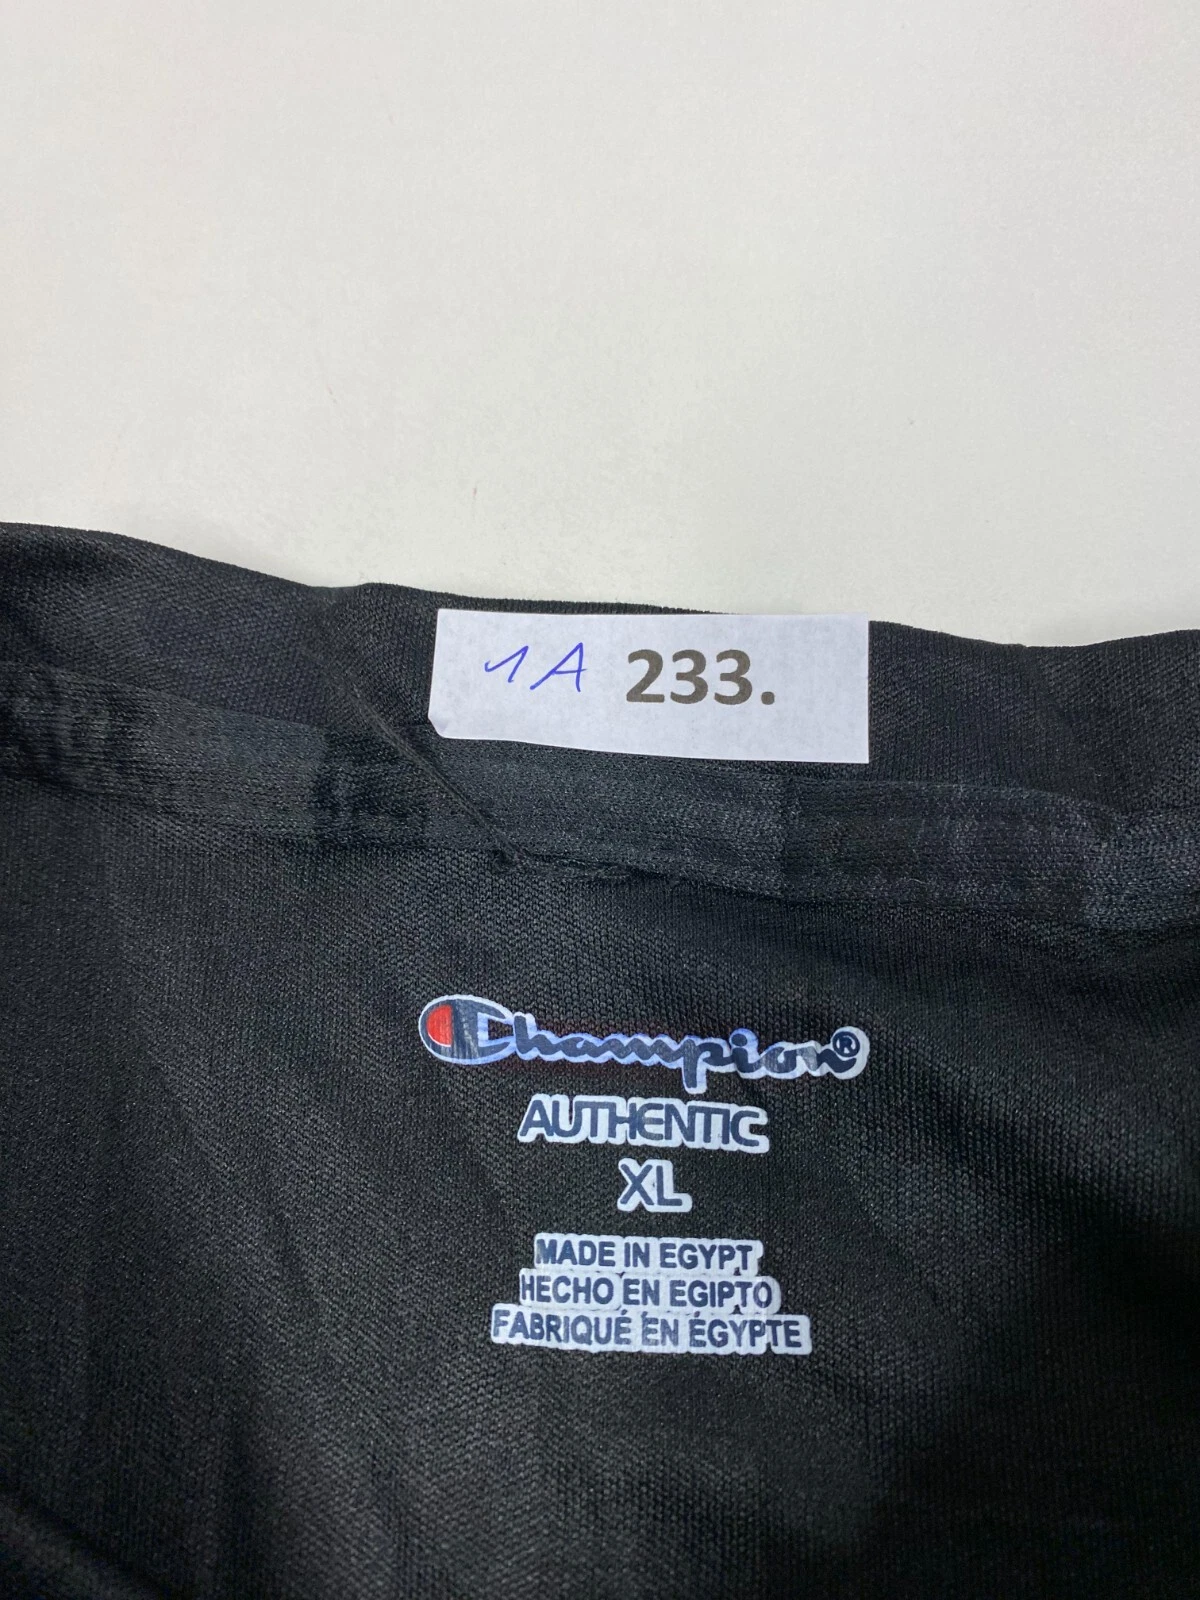 1A 233.
Champion®
AUTHENTIC
XL
MADE IN EGYPT
HECHO EN EGIPTO
FABRIQUÉ EN ÉGYPTE